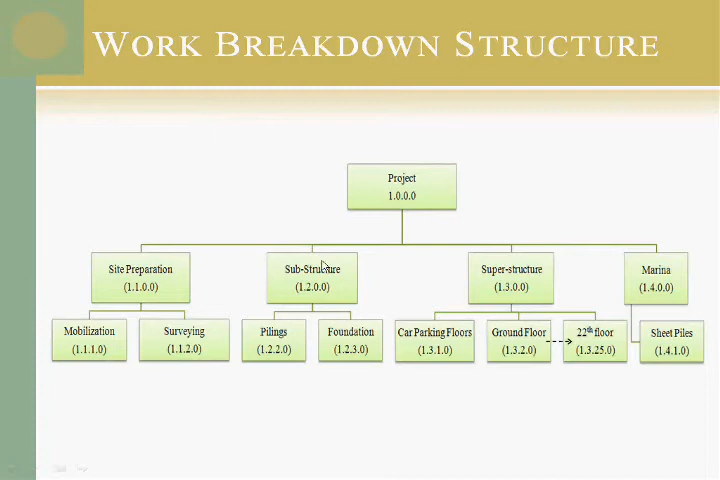 WORK BREAKDOWN STRUCTURE
Project
1.0.0.0
Site Preparation
(1.1.0.0)
Sub-Structure
(1.2.0.0)
Super-structure
(1.3.0.0)
Marina
(1.4.0.0)
Mobilization
(1.1.1.0)
Surveying
(1.1.2.0)
Pilings
(1.2.2.0)
Foundation
(1.2.3.0)
Car Parking Floors
(1.3.1.0)
Ground Floor
(1.3.2.0)
22th floor
(1.3.25.0)
Sheet Piles
(1.4.1.0)